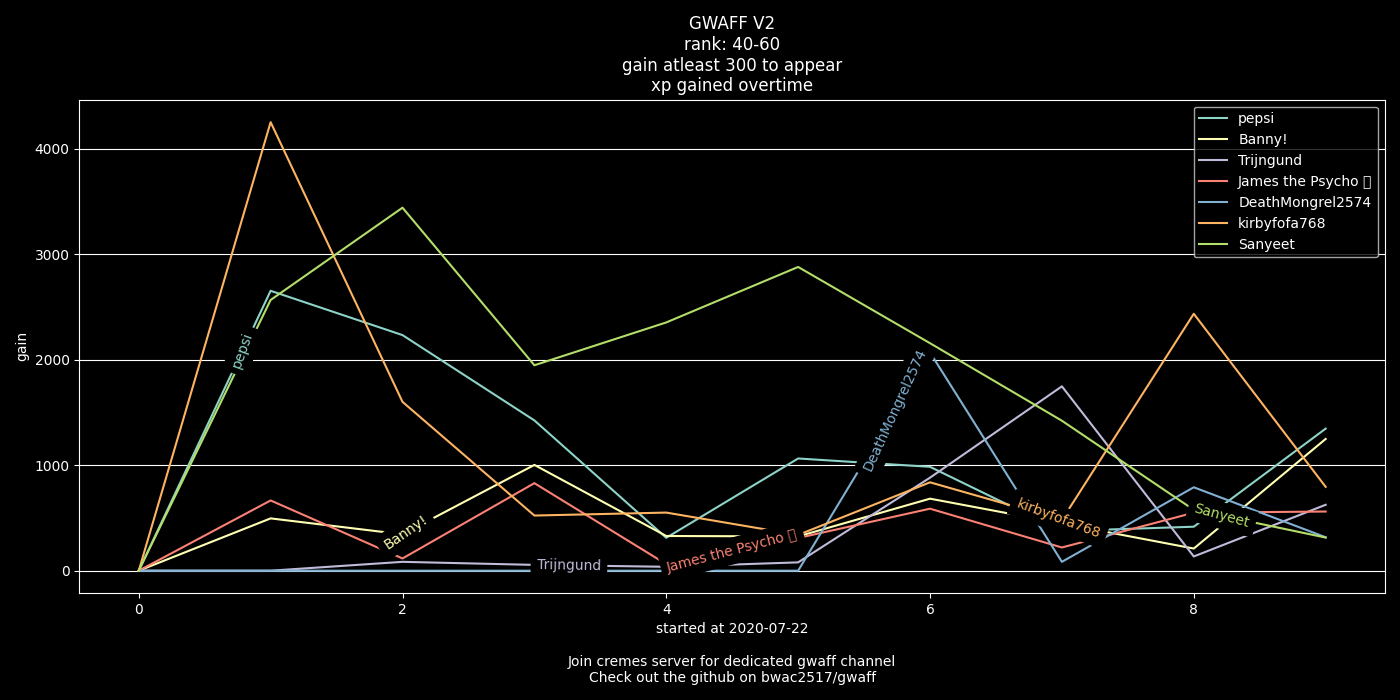 GWAFF V2
rank: 40-60
gain atleast 300 to appear
xp gained overtime
pepsi
Banny!
Trijngund
James the Psycho
DeathMongrel2574
kirbyfofa768
Sanyeet
4000
3000
2000
1000
0
gain
pepsi
Banny!
Trijngund
James the Psycho
DeathMongrel2574
kirbyfofa768
Sanyeet
0 2 4 6 8
started at 2020-07-22
Join cremes server for dedicated gwaff channel
Check out the github on bwac2517/gwaff